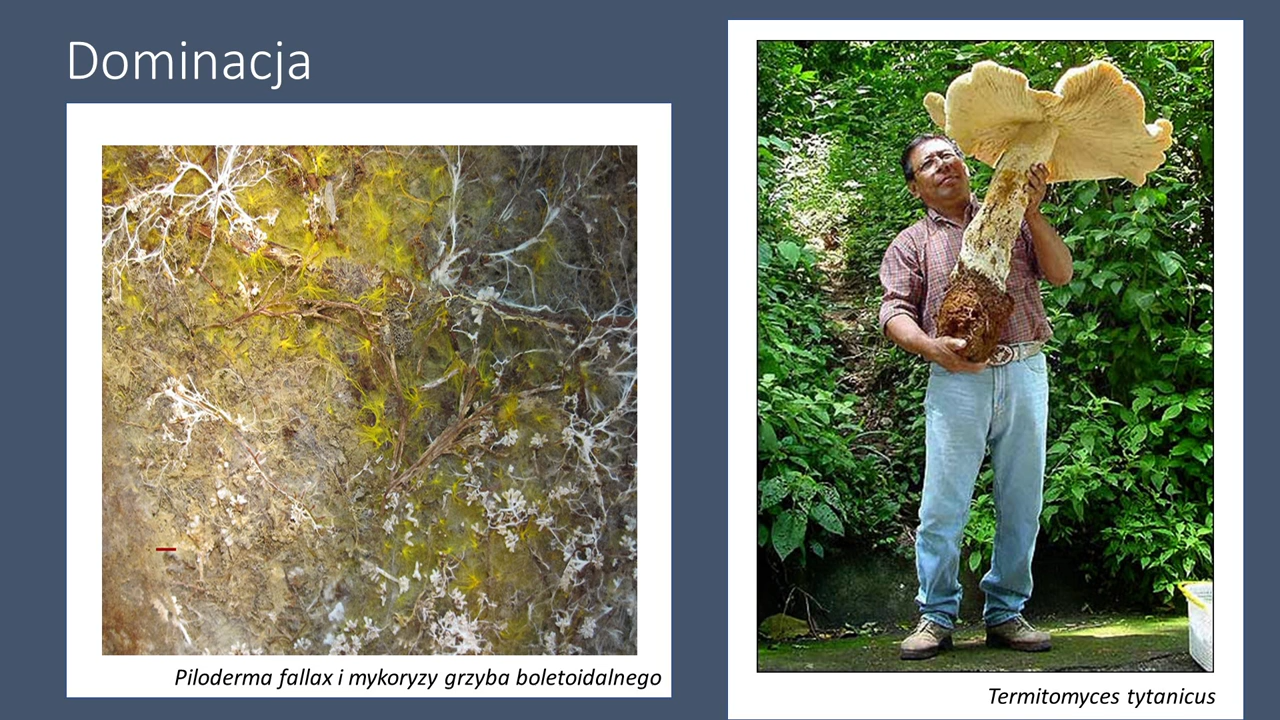 Dominacja
Piloderma fallax i mykoryzy grzyba boletoidalnego
Termitomyces tytanicus